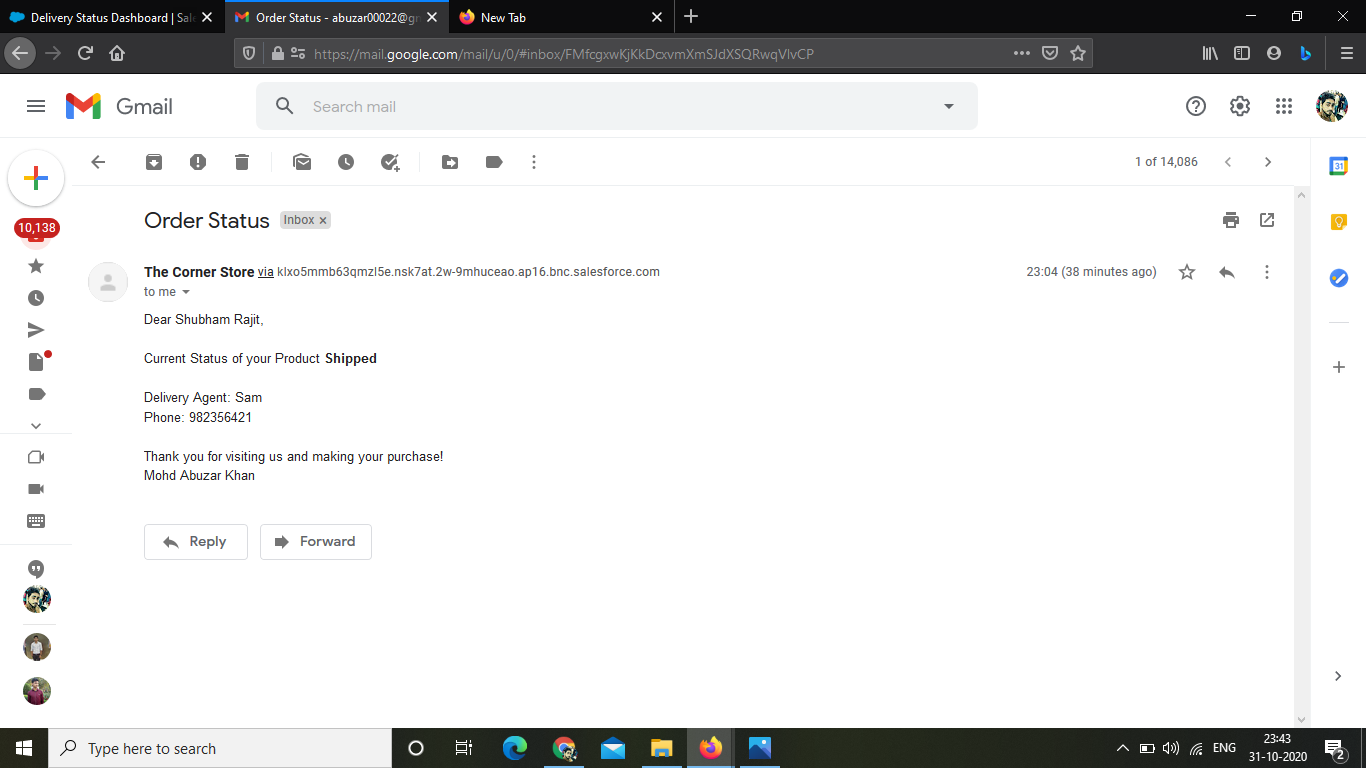 Delivery Status Dashboard | Sale
Order Status - abuzar00022@gm
New Tab
https://mail.google.com/mail/u/0/#inbox/FMfcgxwKjKkDcxvmXmSJdXSQRwqVlvCP
Gmail
Search mail
1 of 14,086
31
10,138
Order Status
Inbox ×
The Corner Store via klxo5mmb63qmzl5e.nsk7at.2w-9mhuceao.ap16.bnc.salesforce.com
23:04 (38 minutes ago)
to me
Dear Shubham Rajit,
Current Status of your Product Shipped
Delivery Agent: Sam
Phone: 982356421
Thank you for visiting us and making your purchase!
Mohd Abuzar Khan
Reply
Forward
Type here to search
ENG
23:43
31-10-2020
2